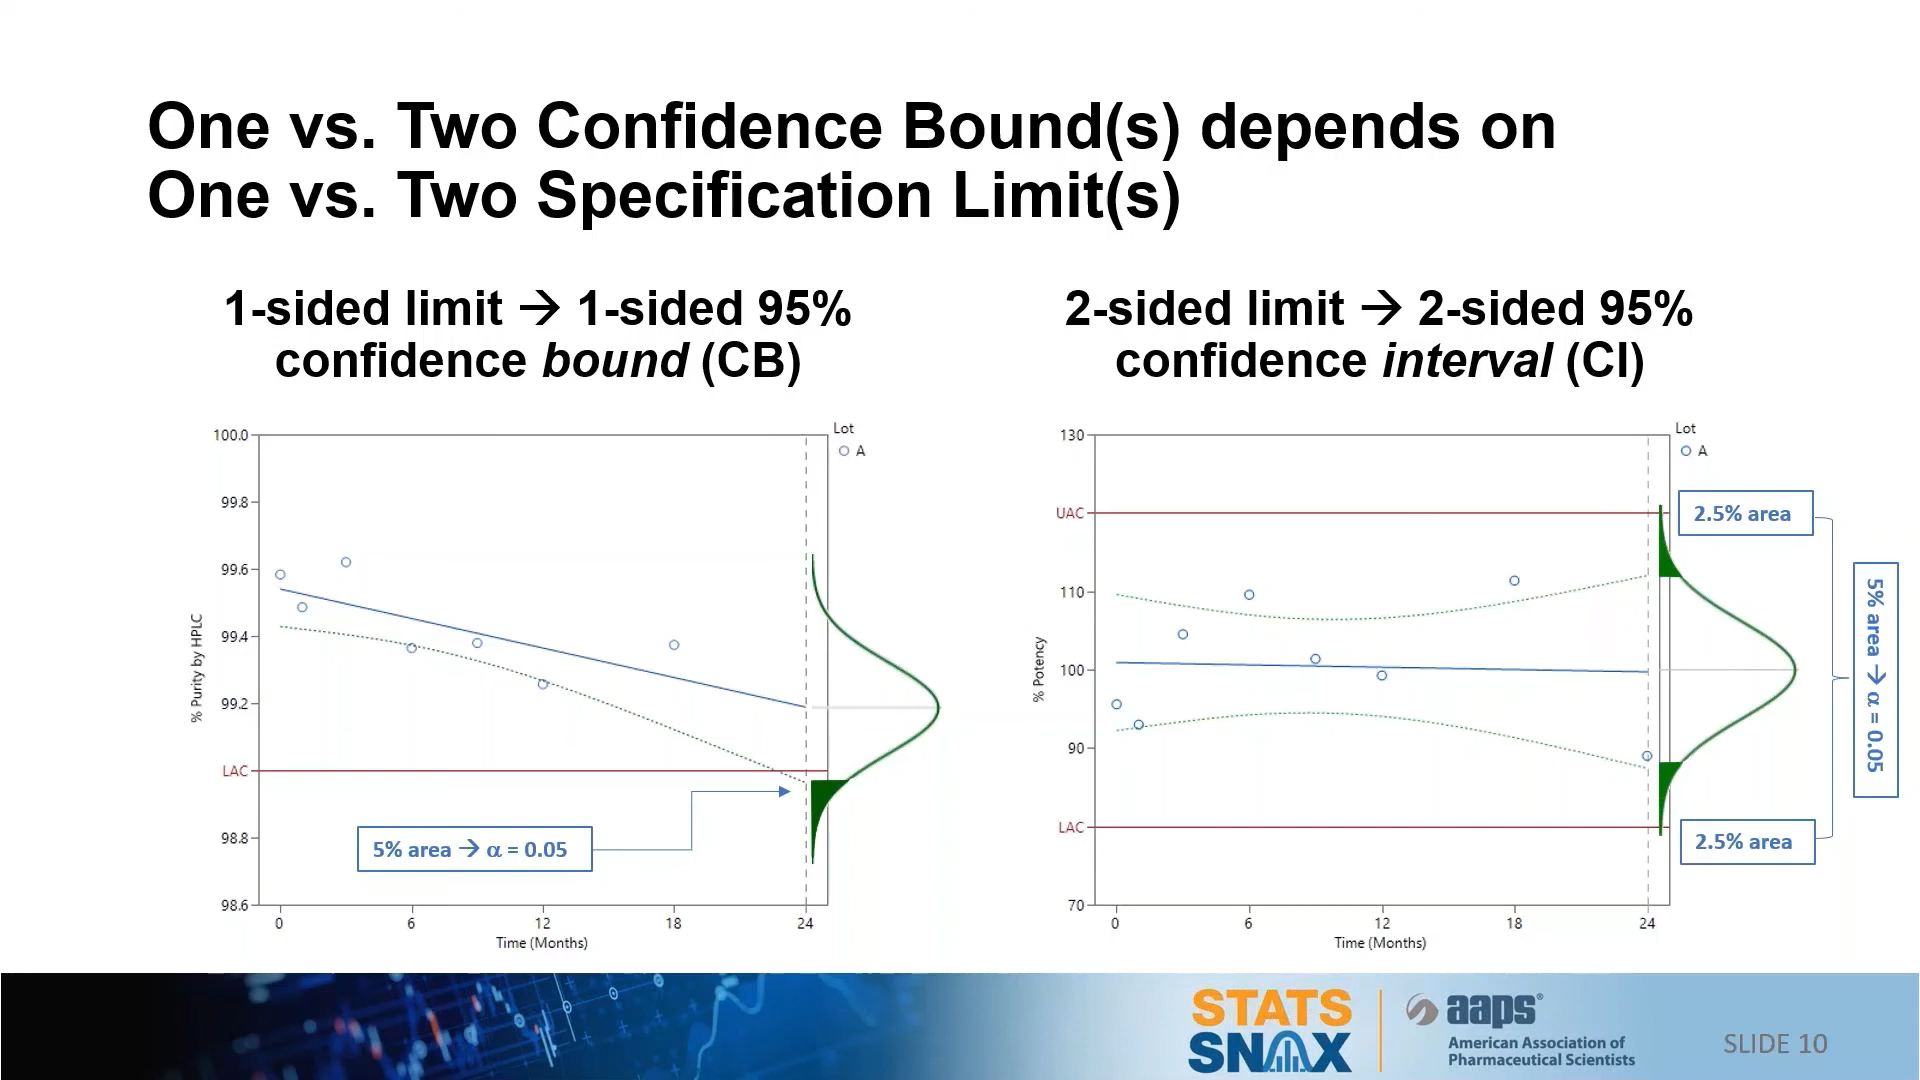 One vs. Two Confidence Bound(s) depends on
One vs. Two Specification Limit(s)
1-sided limit → 1-sided 95%
confidence bound (CB)
2-sided limit → 2-sided 95%
confidence interval (CI)
Lot
A
100.0
99.8
99.6
99.4
99.2
LAC
98.8
98.6
% Purity by HPLC
5% area → α = 0.05
0 6 12 18 24
Time (Months)
Lot
A
130
UAC
110
100
90
LAC
70
% Potency
2.5% area
5% area → α = 0.05
2.5% area
0 6 12 18 24
Time (Months)
STATS
SNAX
aaps®
American Association of
Pharmaceutical Scientists
SLIDE 10